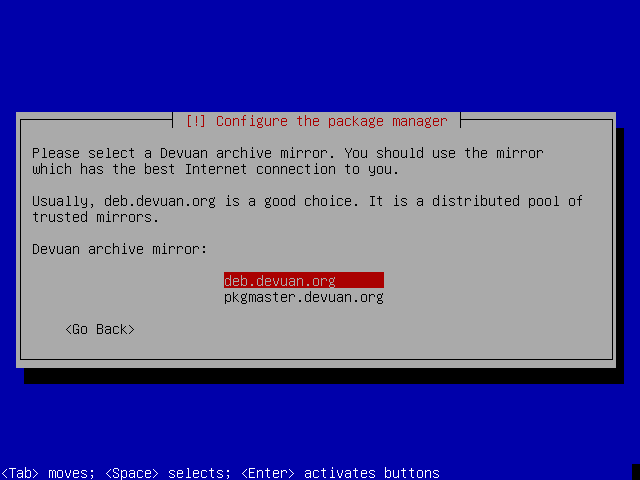 [!] Configure the package manager
Please select a Devuan archive mirror. You should use the mirror
which has the best Internet connection to you.
Usually, deb.devuan.org is a good choice. It is a distributed pool of
trusted mirrors.
Devuan archive mirror:
deb.devuan.org
pkgmaster.devuan.org
<Go Back>
<Tab> moves; <Space> selects; <Enter> activates buttons